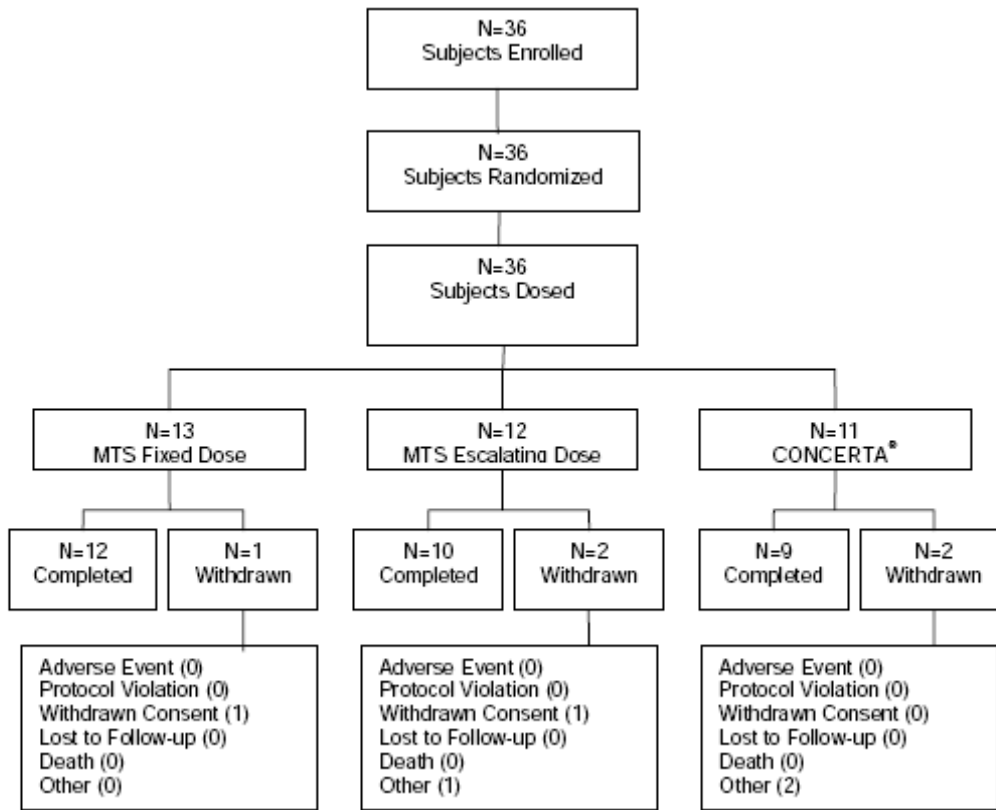 N=36
Subjects Enrolled
N=36
Subjects Randomized
N=36
Subjects Dosed
N=13
MTS Fixed Dose
N=12
MTS Escalating Dose
N=11
CONCERTA®
N=12
Completed
N=1
Withdrawn
N=10
Completed
N=2
Withdrawn
N=9
Completed
N=2
Withdrawn
Adverse Event (0)
Protocol Violation (0)
Withdrawn Consent (1)
Lost to Follow-up (0)
Death (0)
Other (0)
Adverse Event (0)
Protocol Violation (0)
Withdrawn Consent (1)
Lost to Follow-up (0)
Death (0)
Other (1)
Adverse Event (0)
Protocol Violation (0)
Withdrawn Consent (0)
Lost to Follow-up (0)
Death (0)
Other (2)